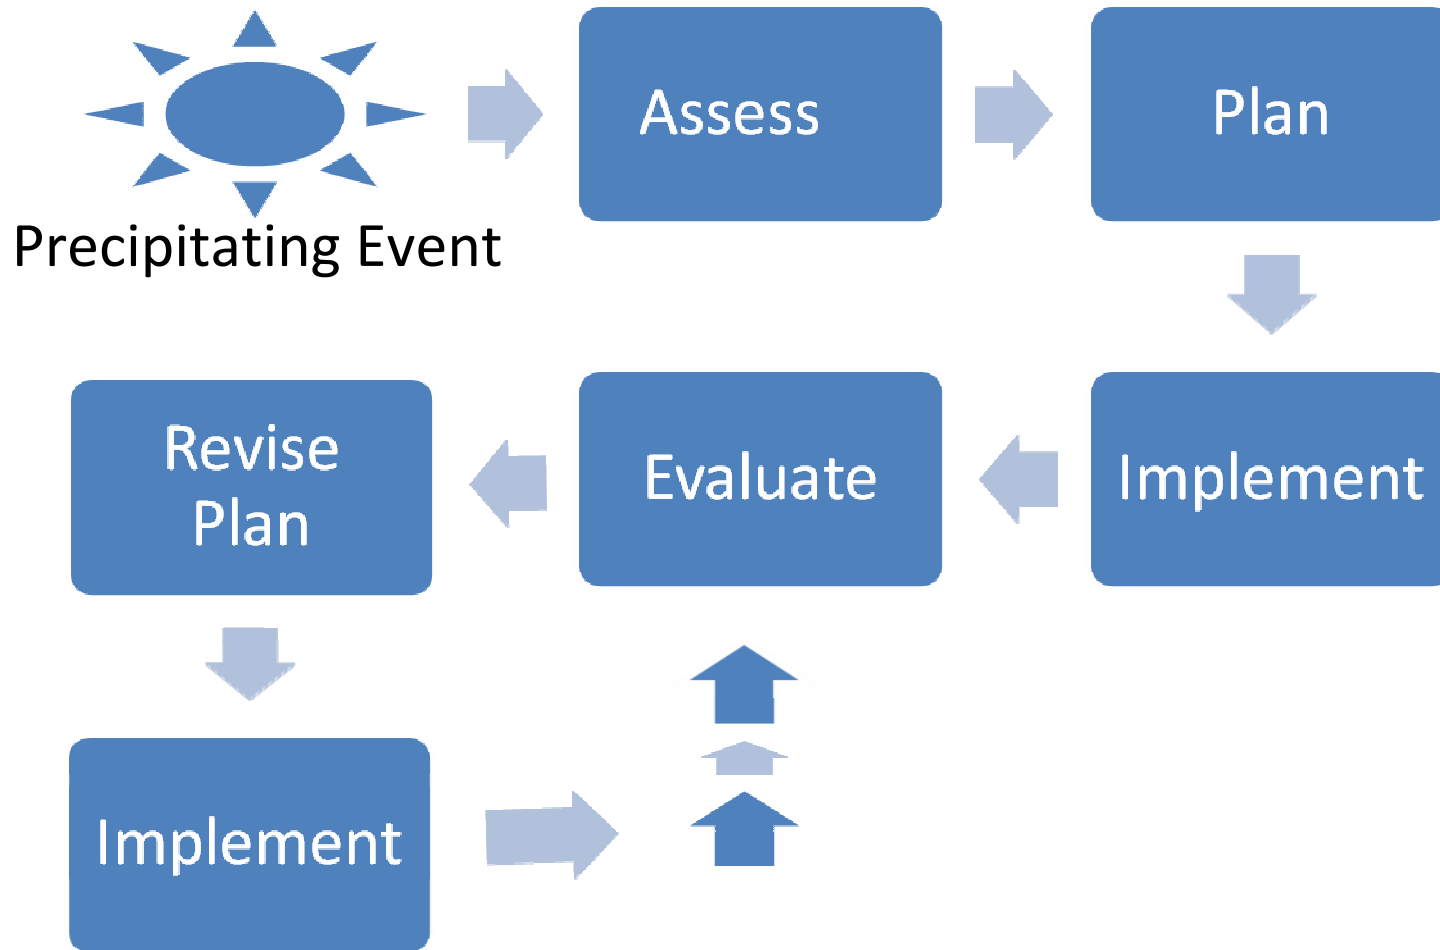 Assess
Plan
Precipitating Event
Revise
Plan
Evaluate
Implement
Implement